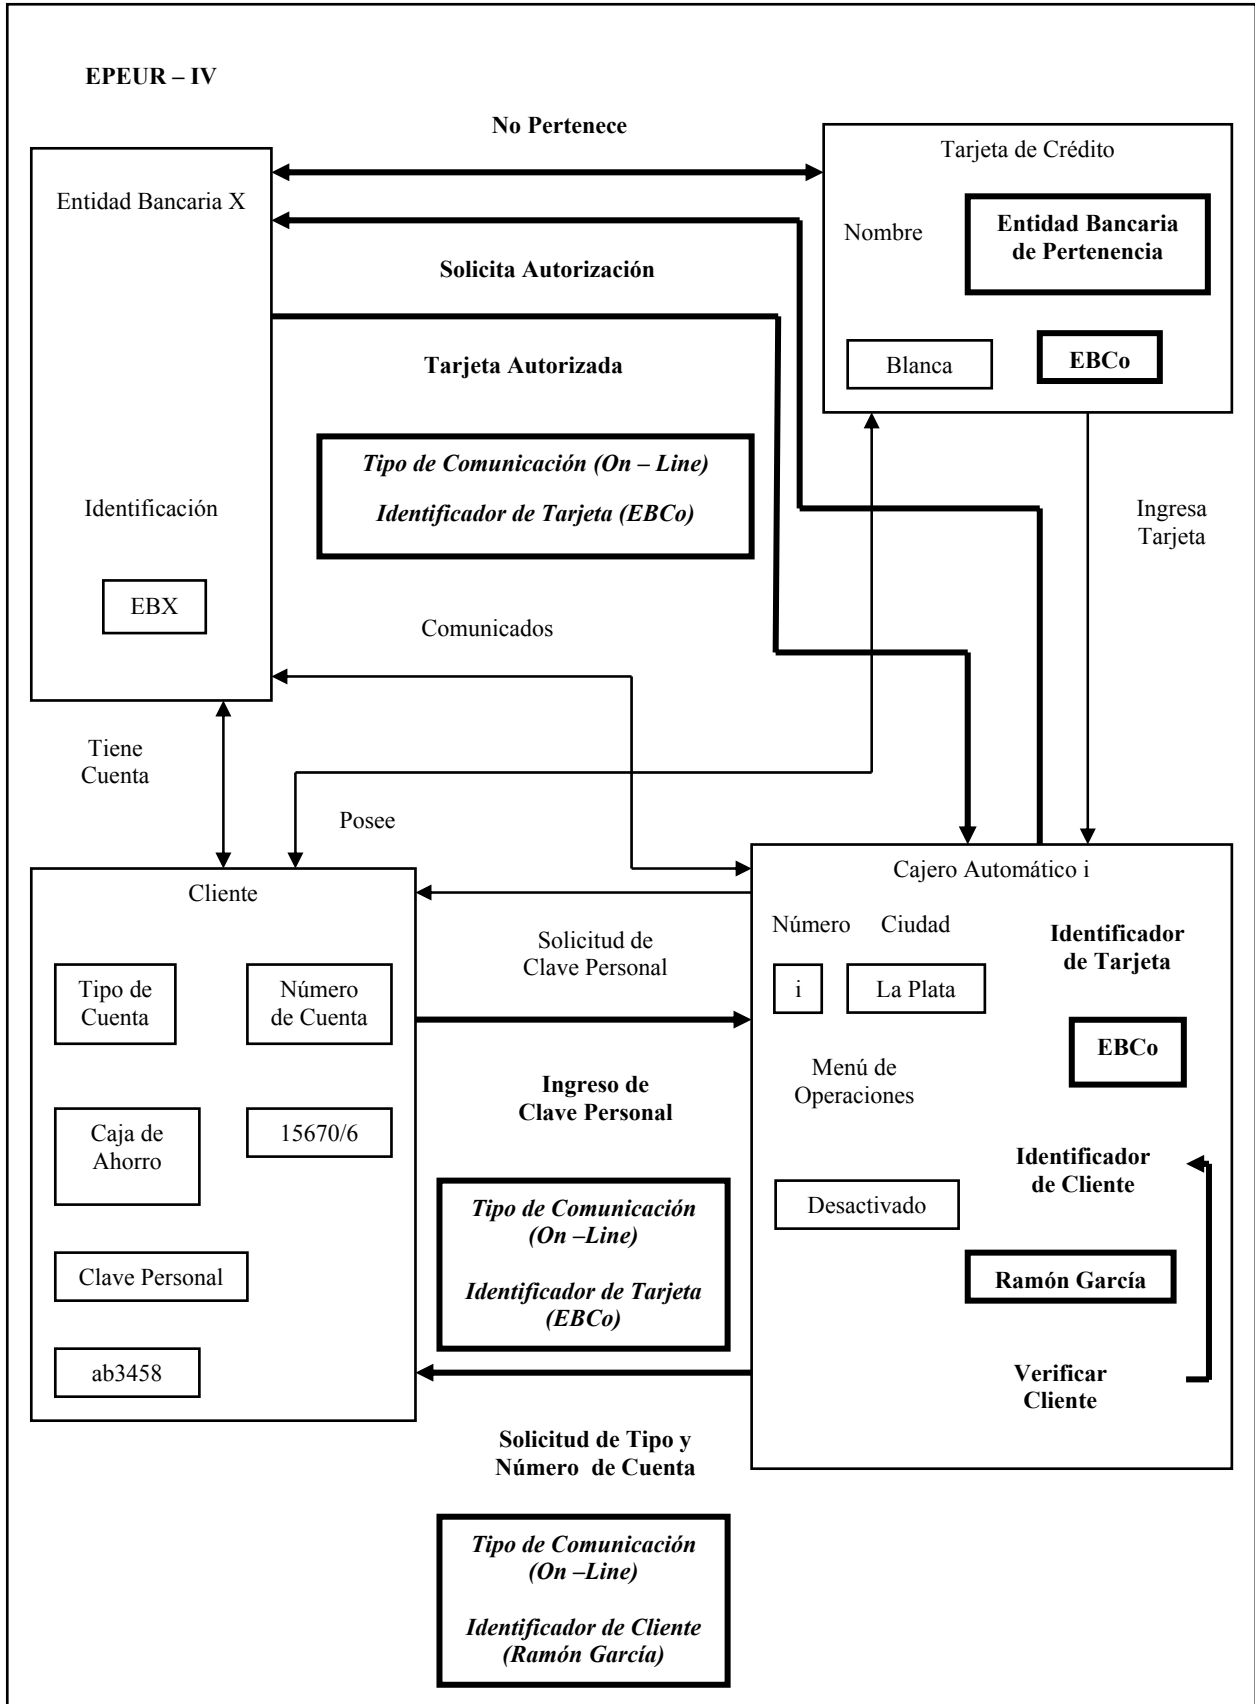 EPEUR – IV
No Pertenece
Tarjeta de Crédito
Entidad Bancaria X
Nombre
Entidad Bancaria
de Pertenencia
Solicita Autorización
Tarjeta Autorizada
Blanca
EBCo
Tipo de Comunicación (On – Line)
Identificador de Tarjeta (EBCo)
Identificación
EBX
Ingresa
Tarjeta
Comunicados
Tiene
Cuenta
Posee
Cliente
Cajero Automático i
Tipo de
Cuenta
Número
de Cuenta
Solicitud de
Clave Personal
Número
Ciudad
i
La Plata
Identificador
de Tarjeta
EBCo
Ingreso de
Clave Personal
Menú de
Operaciones
Caja de
Ahorro
15670/6
Identificador
de Cliente
Desactivado
Tipo de Comunicación
(On –Line)
Identificador de Tarjeta
(EBCo)
Clave Personal
Ramón García
ab3458
Verificar
Cliente
Solicitud de Tipo y
Número de Cuenta
Tipo de Comunicación
(On –Line)
Identificador de Cliente
(Ramón García)